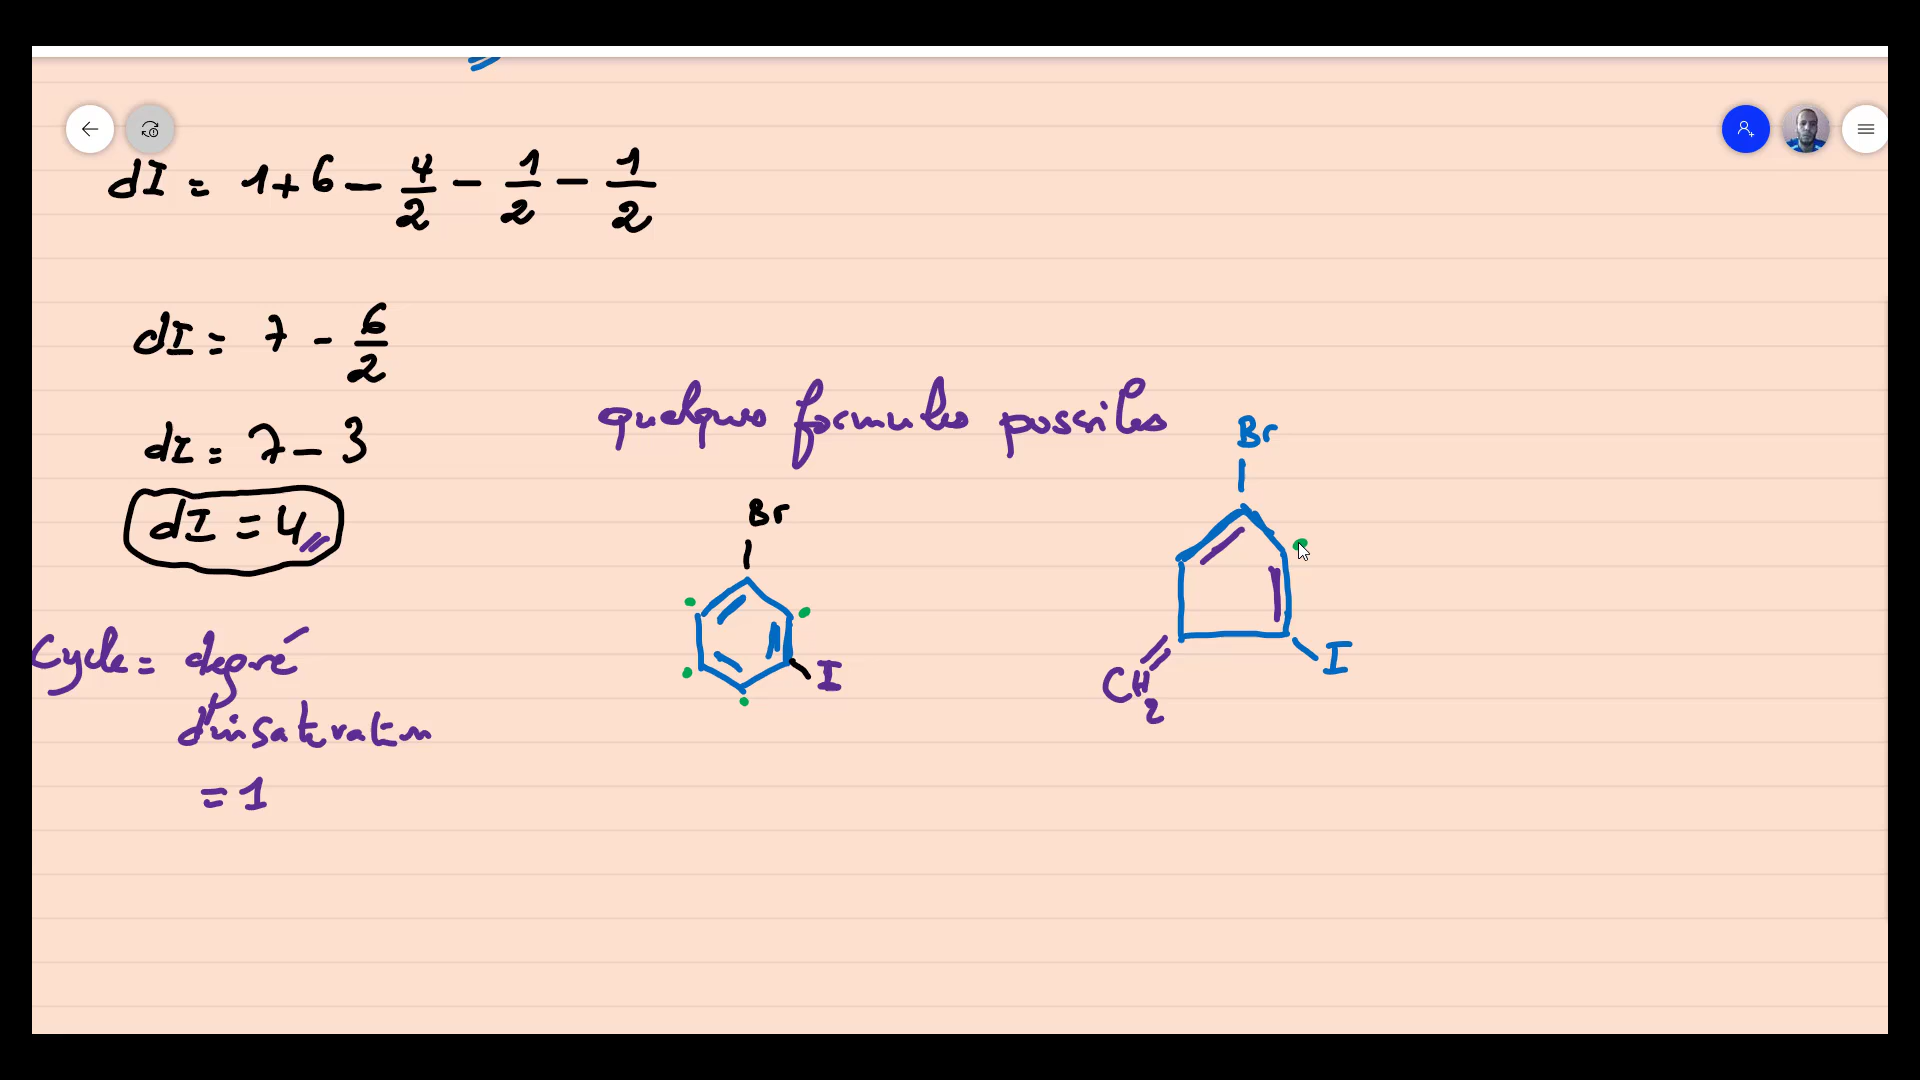 dI = 1+6 - 4/2 - 1/2 - 1/2
dI = 7 - 6/2
dI = 7 - 3
dI = 4
quelques formules possibles
Br
I
Br
I
CH2
Cycle = degré
d'insaturation
= 1